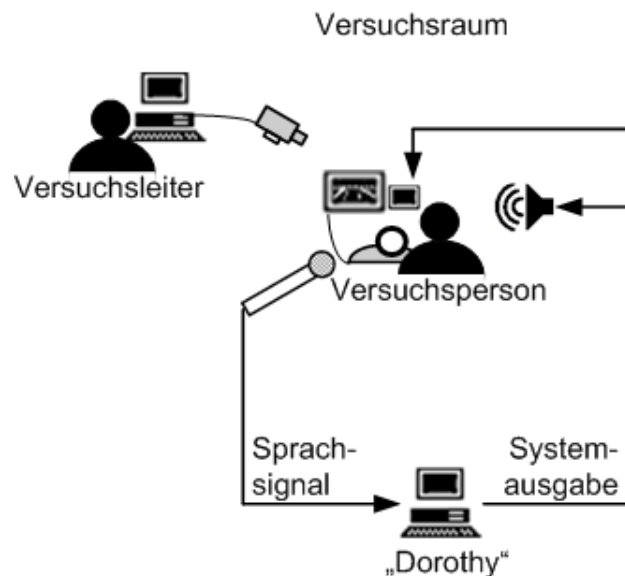 Versuchsraum
Versuchsleiter
Versuchsperson
Sprach-
signal
System-
ausgabe
„Dorothy“